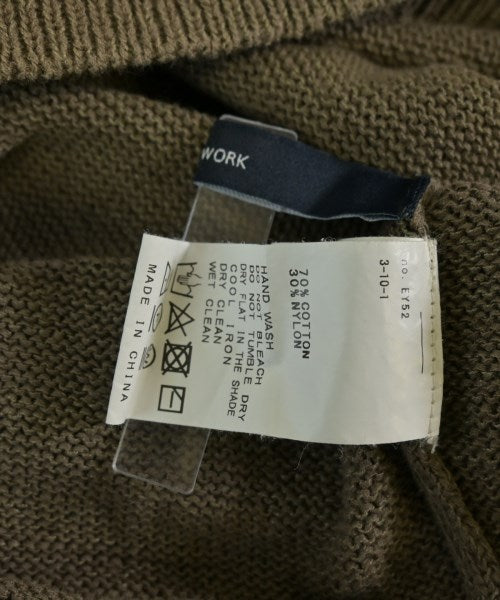 WORK
no. EY52
3-10-1
70% COTTON
30% NYLON
HAND WASH
DO NOT BLEACH
DO NOT TUMBLE DRY
DRY FLAT IN THE SHADE
COOL IRON
DRY CLEAN
WET CLEAN
MADE IN CHINA